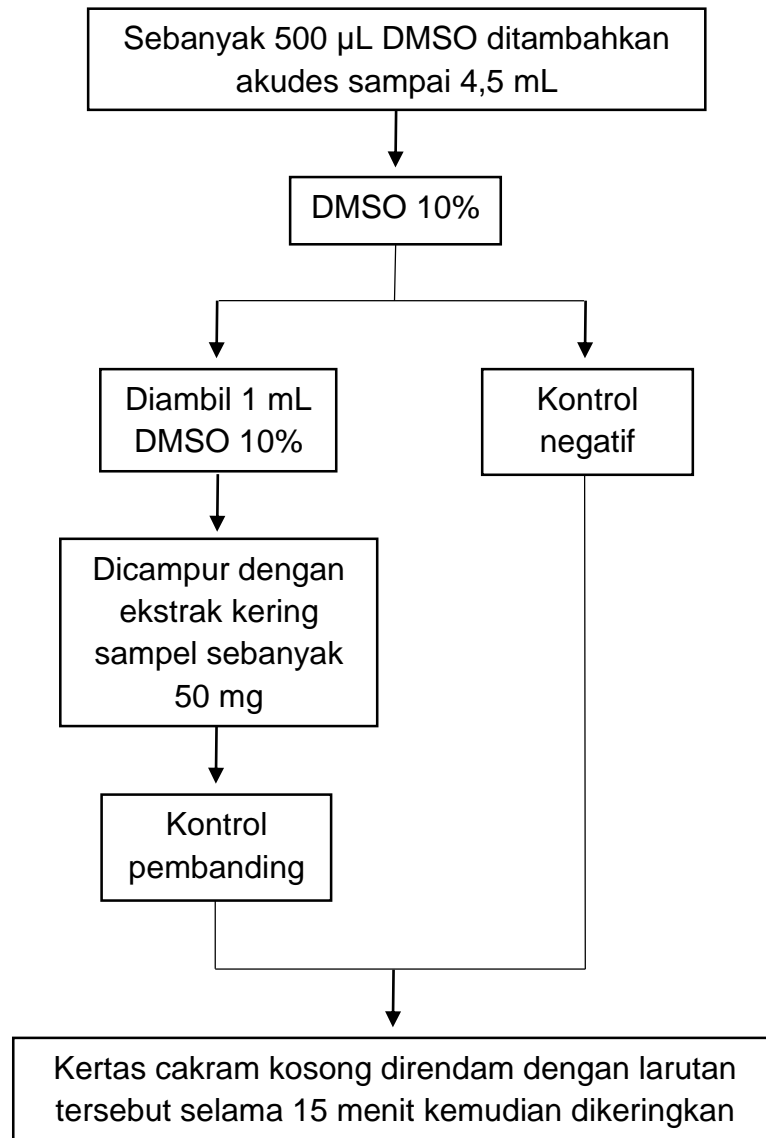 Sebanyak 500 µL DMSO ditambahkan
akudes sampai 4,5 mL
DMSO 10%
Diambil 1 mL
DMSO 10%
Kontrol
negatif
Dicampur dengan
ekstrak kering
sampel sebanyak
50 mg
Kontrol
pembanding
Kertas cakram kosong direndam dengan larutan
tersebut selama 15 menit kemudian dikeringkan